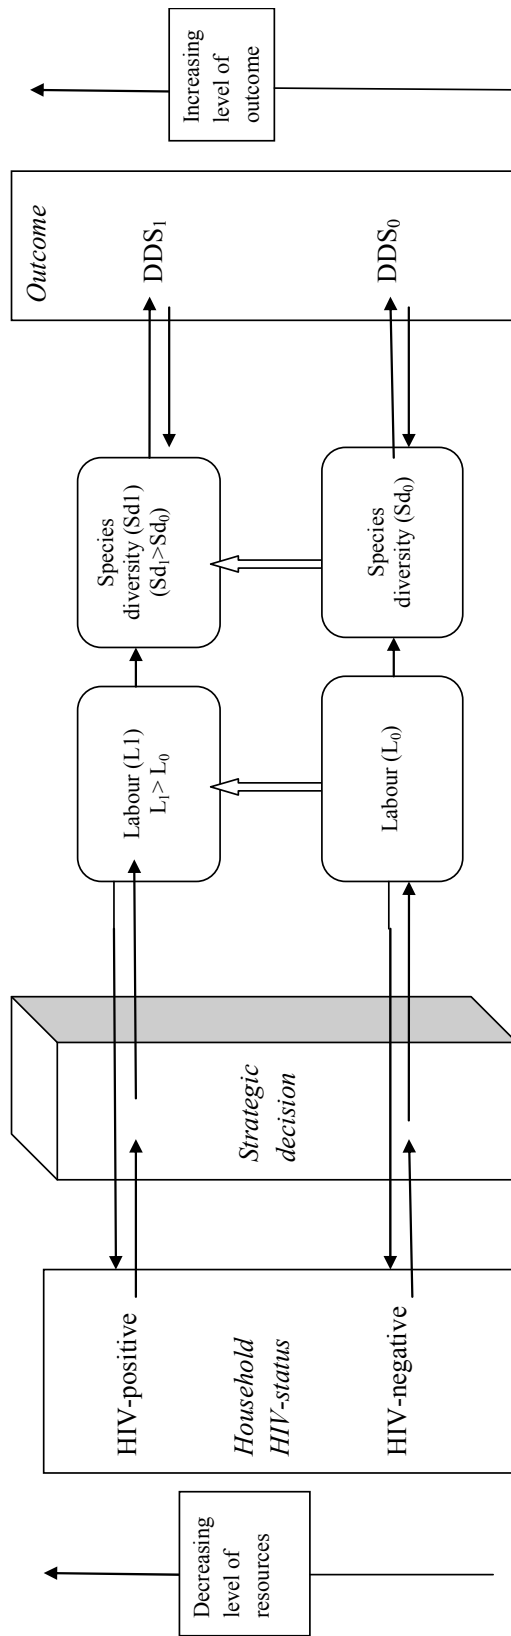 Decreasing
level of
resources
HIV-positive
Household
HIV-status
HIV-negative
Strategic
decision
Labour (L1)
L₁> L₀
Labour (L₀)
Species
diversity (Sd1)
(Sd₁>Sd₀)
Species
diversity (Sd₀)
Outcome
DDS₁
DDS₀
Increasing
level of
outcome